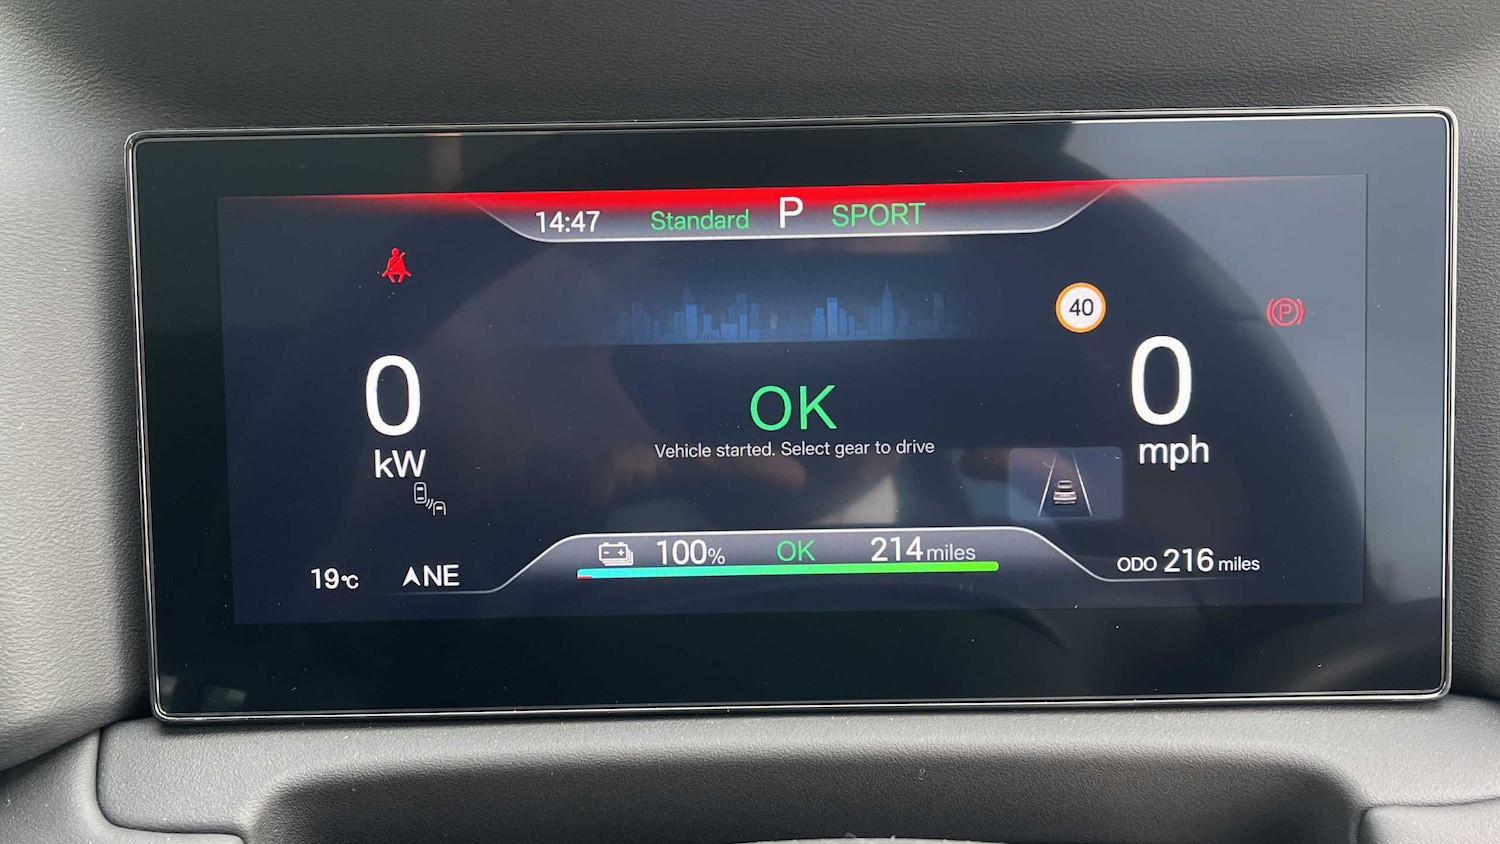 14:47 Standard P SPORT
40
P
0
kW
0
mph
OK
Vehicle started. Select gear to drive
100% OK 214 miles
19°C NE
ODO 216 miles